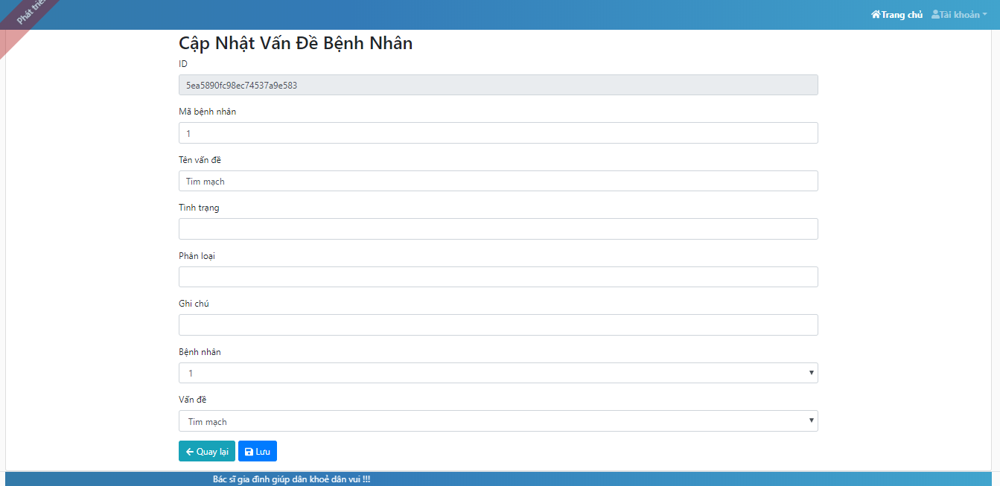 Phát triể
Trang chủ
Tài khoản
Cập Nhật Vấn Đề Bệnh Nhân
ID
5ea5890fc98ec74537a9e583
Mã bệnh nhân
1
Tên vấn đề
Tim mạch
Tình trạng
Phân loại
Ghi chú
Bệnh nhân
1
Vấn đề
Tim mạch
Quay lại
Lưu
Bác sĩ gia đình giúp dân khoẻ dân vui !!!